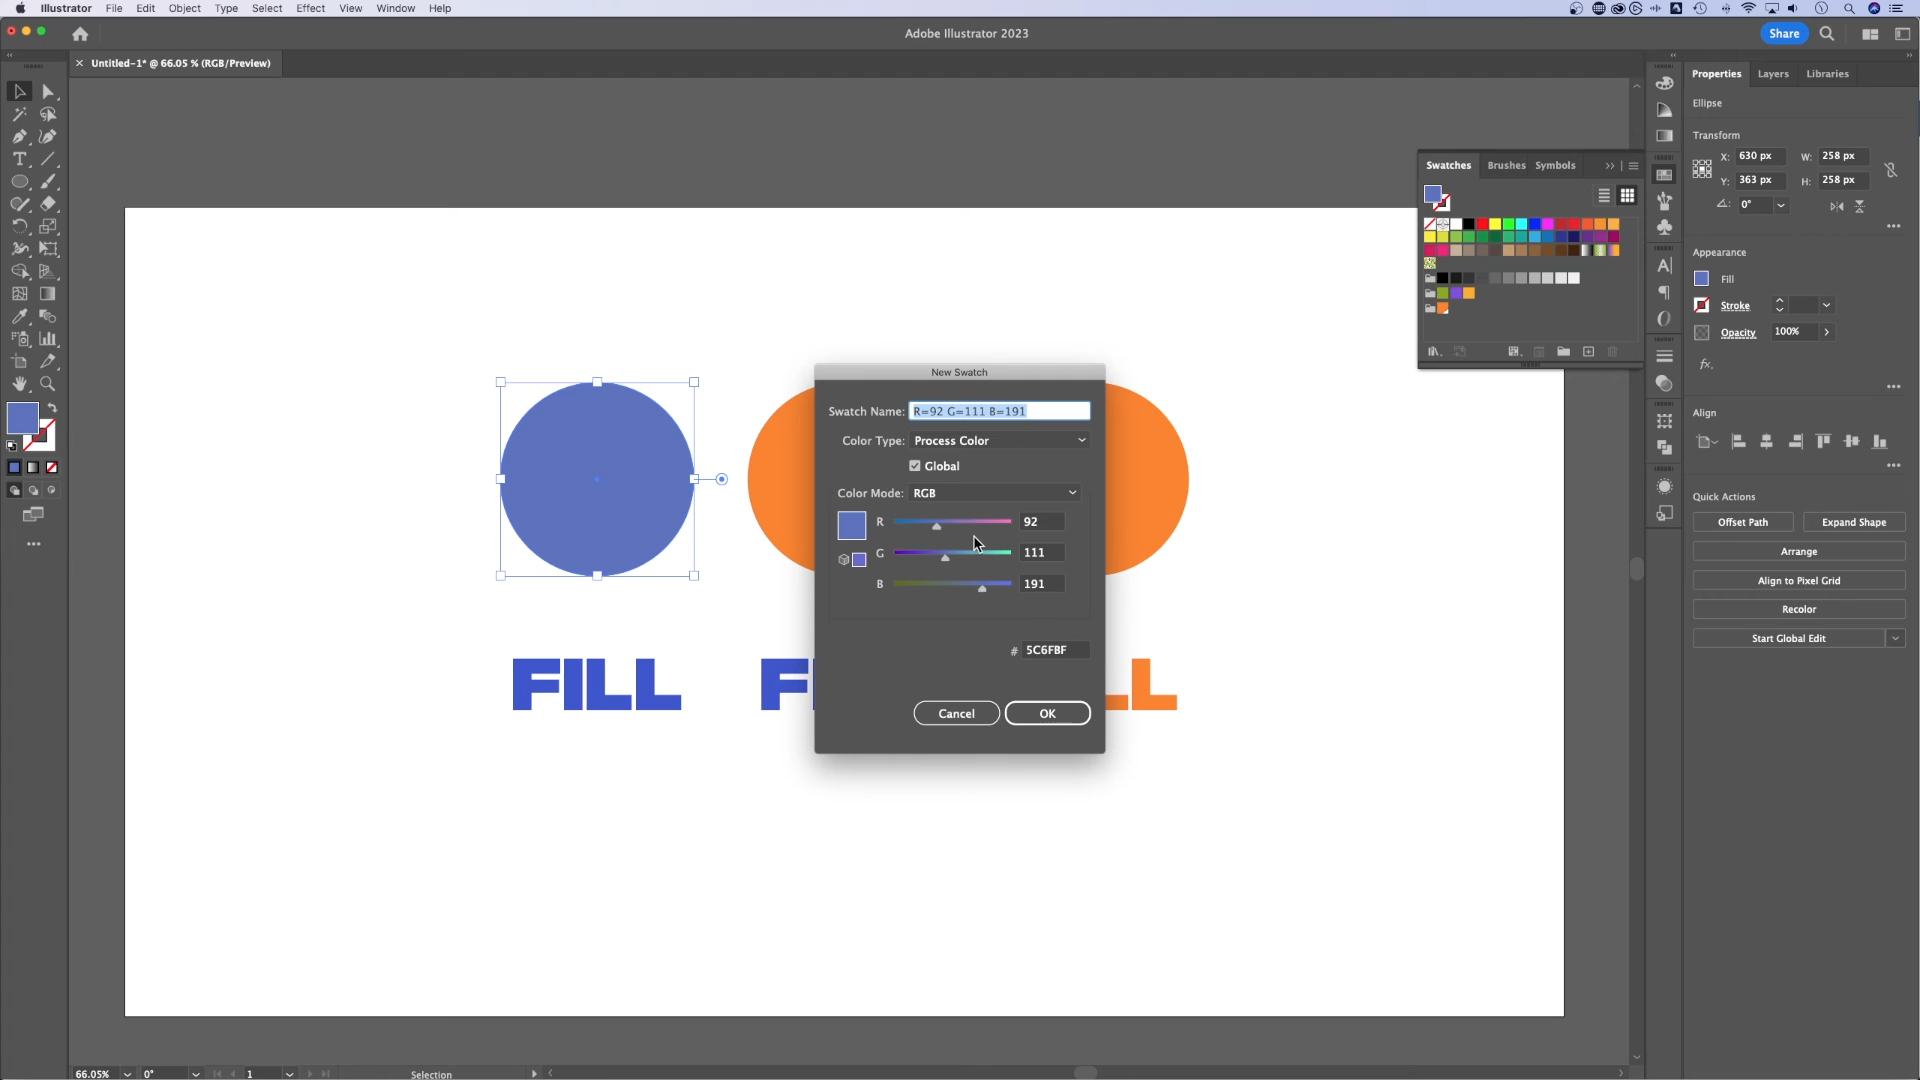 Illustrator File Edit Object Type Select Effect View Window Help
Adobe Illustrator 2023
Share
Untitled-1* @ 66.05 % (RGB/Preview)
Properties Layers Libraries
Ellipse
Transform
X: 630 px W: 258 px
Y: 363 px H: 258 px
0°
Appearance
Fill
Stroke
Opacity 100%
fx.
Align
Quick Actions
Offset Path Expand Shape
Arrange
Align to Pixel Grid
Recolor
Start Global Edit
Swatches Brushes Symbols
New Swatch
Swatch Name: R=92 G=111 B=191
Color Type: Process Color
Global
Color Mode: RGB
R 92
G 111
B 191
# 5C6FBF
Cancel OK
FILL F LL
66.05% 0° 1 Selection